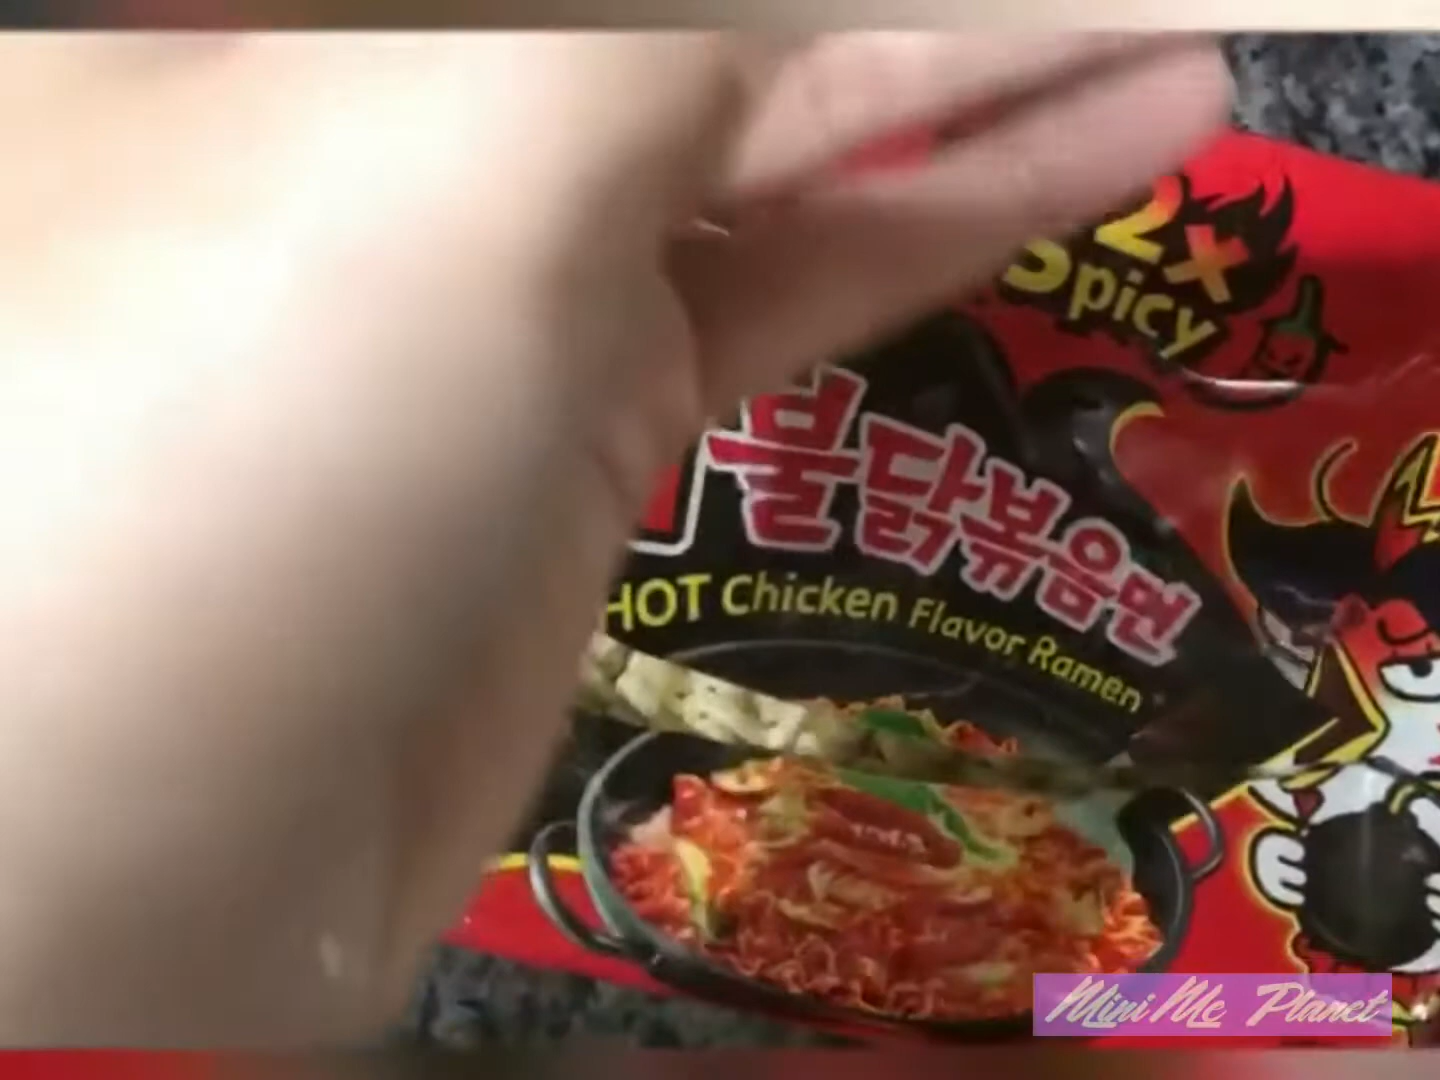 2x
Spicy
불닭볶음면
HOT Chicken Flavor Ramen
Mini Me Planet